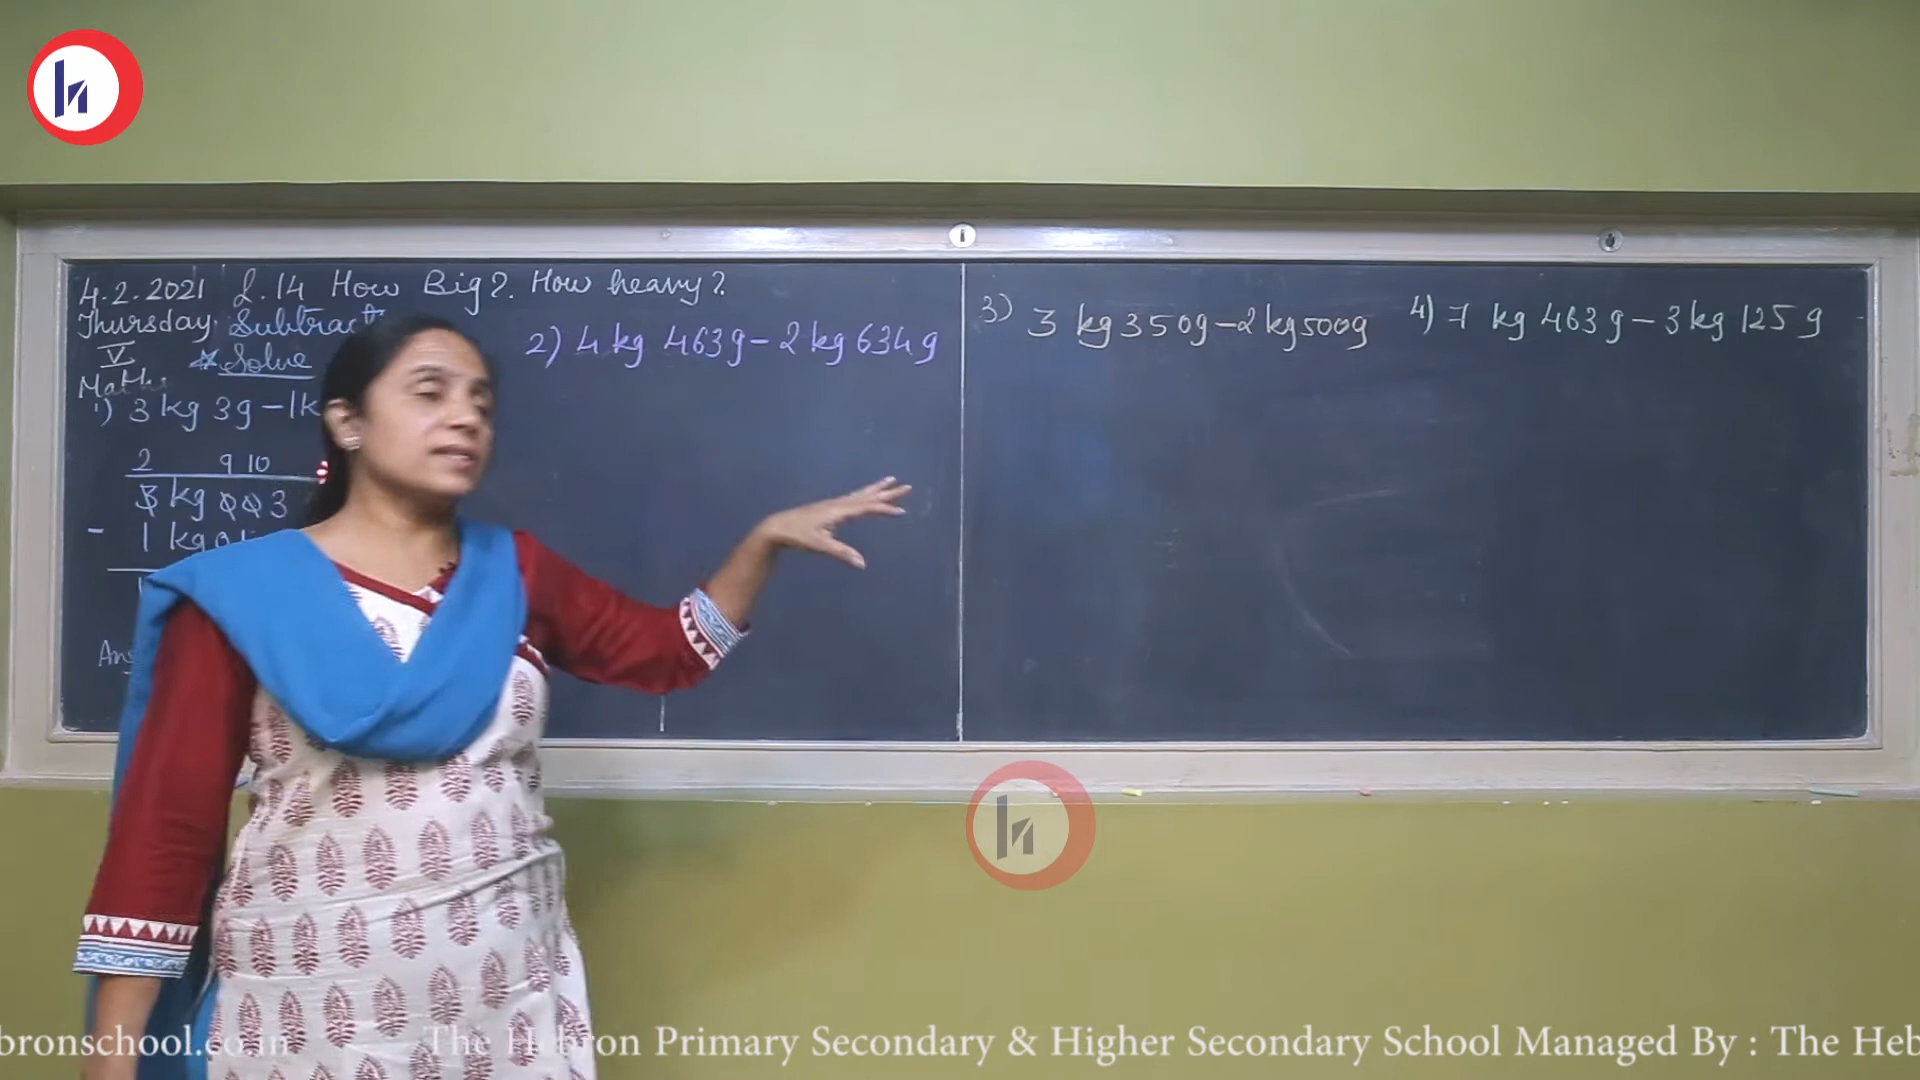 4.2.2021 L.14 How Big?. How heavy?
Thursday Subtract
V * Solve
Maths
1) 3 kg 3g - 1k
2 9 10
3 kg 003
- 1 kg
Ans
2) 4 kg 463g - 2 kg 634g
3) 3 kg 350g - 2 kg 500g
4) 7 kg 463 g - 3 kg 125 g
bronschool.co.in The Hebron Primary Secondary & Higher Secondary School Managed By : The Heb